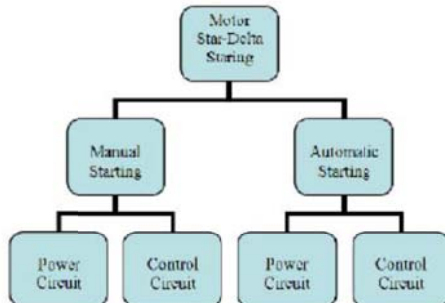 Motor
Star-Delta
Staring
Manual
Starting
Automatic
Starting
Power
Circuit
Control
Circuit
Power
Circuit
Control
Circuit